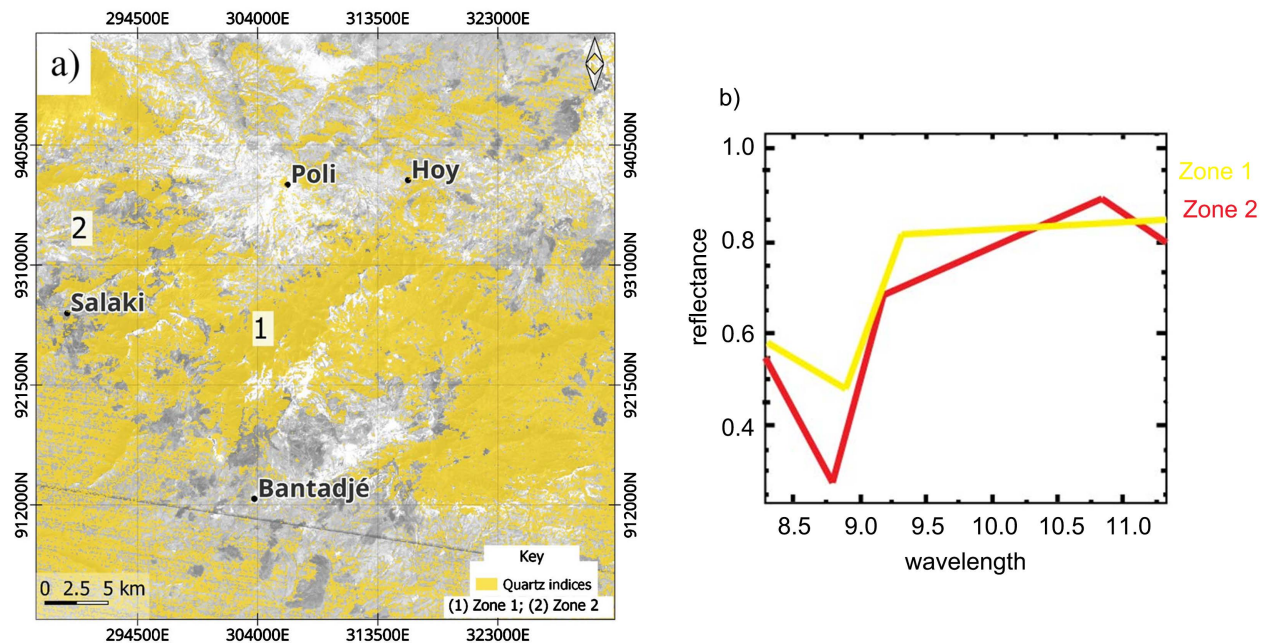 294500E 304000E 313500E 323000E
a)
940500N
940500N
Poli
Hoy
2
931000N
931000N
Salaki
1
921500N
921500N
Bantadjé
912000N
912000N
Key
Quartz indices
(1) Zone 1; (2) Zone 2
0 2.5 5 km
294500E 304000E 313500E 323000E
b)
1.0
0.8
0.6
0.4
reflectance
8.5 9.0 9.5 10.0 10.5 11.0
wavelength
Zone 1
Zone 2